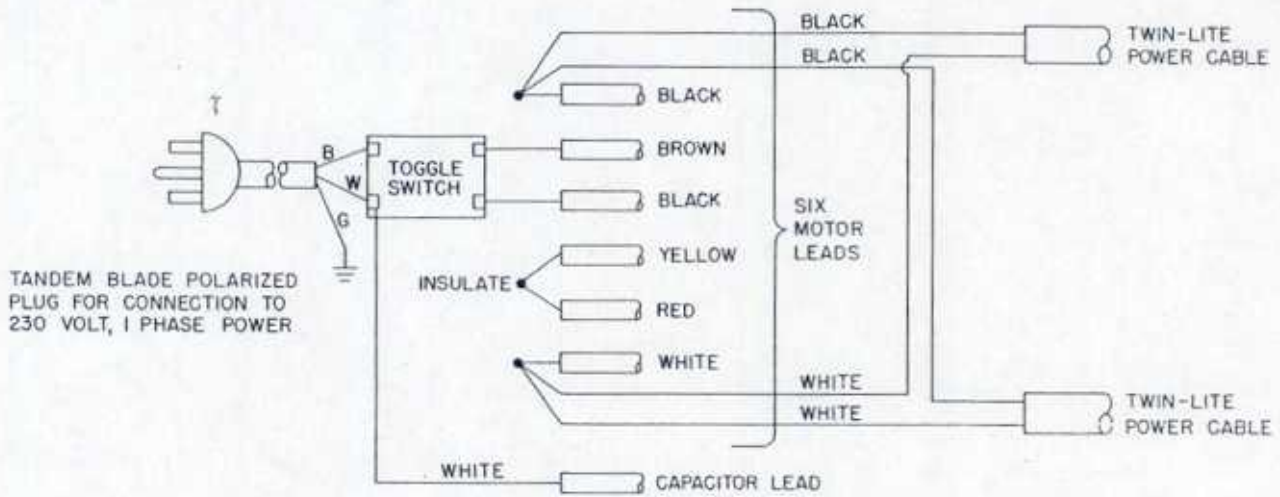 BLACK
TWIN-LITE
POWER CABLE
BLACK
BLACK
B
TOGGLE
SWITCH
BROWN
W
BLACK
SIX
MOTOR
LEADS
G
YELLOW
INSULATE
TANDEM BLADE POLARIZED
PLUG FOR CONNECTION TO
230 VOLT, 1 PHASE POWER
RED
WHITE
WHITE
WHITE
TWIN-LITE
POWER CABLE
WHITE
CAPACITOR LEAD